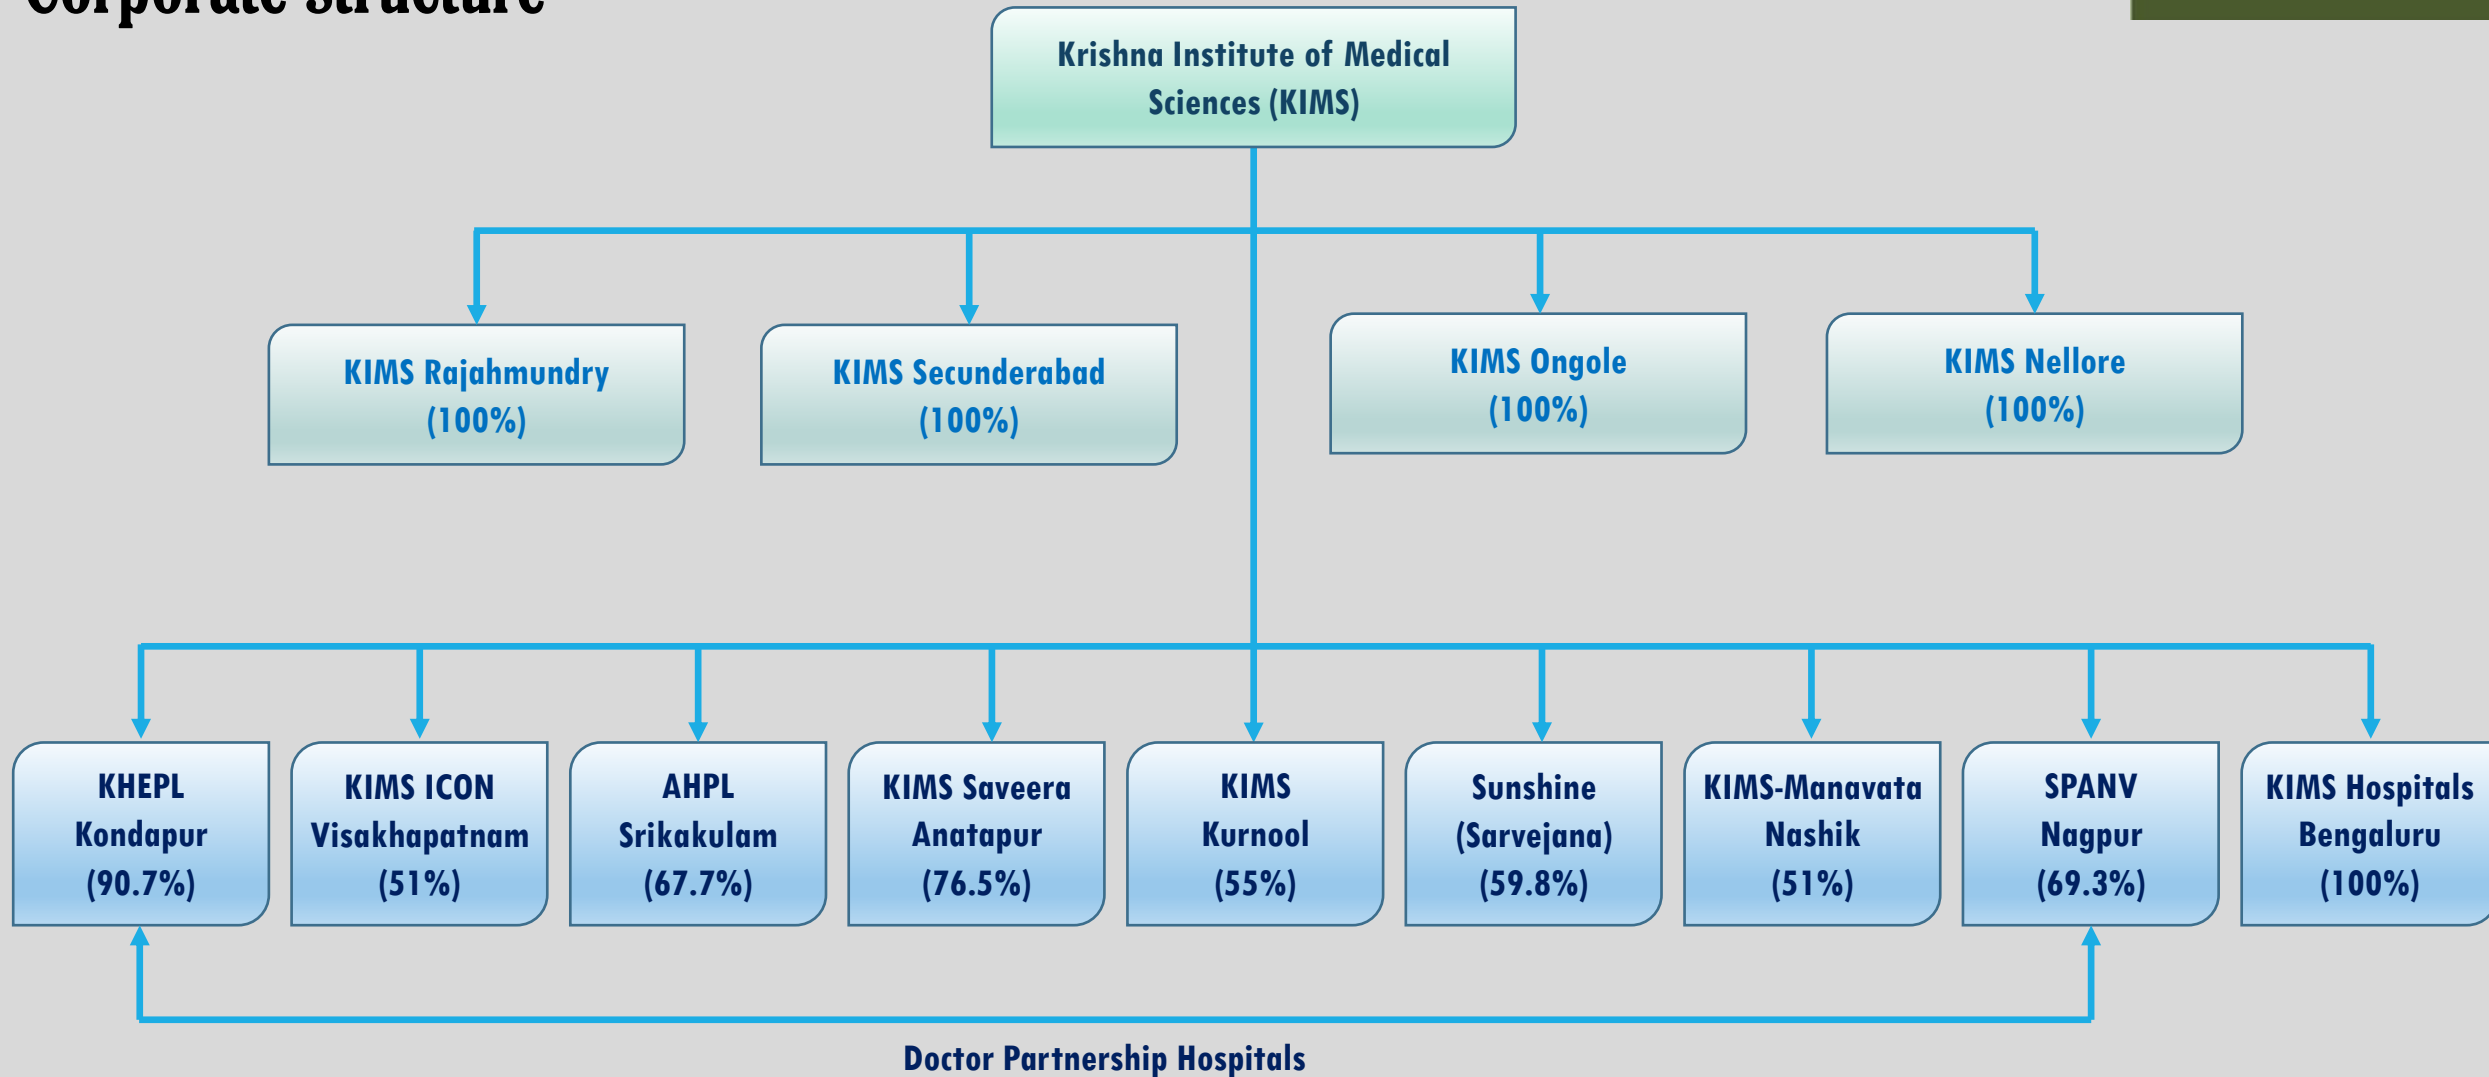 Corporate structure
Krishna Institute of Medical
Sciences (KIMS)
KIMS Rajahmundry
(100%)
KIMS Secunderabad
(100%)
KIMS Ongole
(100%)
KIMS Nellore
(100%)
KHEPL
Kondapur
(90.7%)
KIMS ICON
Visakhapatnam
(51%)
AHPL
Srikakulam
(67.7%)
KIMS Saveera
Anatapur
(76.5%)
KIMS
Kurnool
(55%)
Sunshine
(Sarvejana)
(59.8%)
KIMS-Manavata
Nashik
(51%)
SPANV
Nagpur
(69.3%)
KIMS Hospitals
Bengaluru
(100%)
Doctor Partnership Hospitals